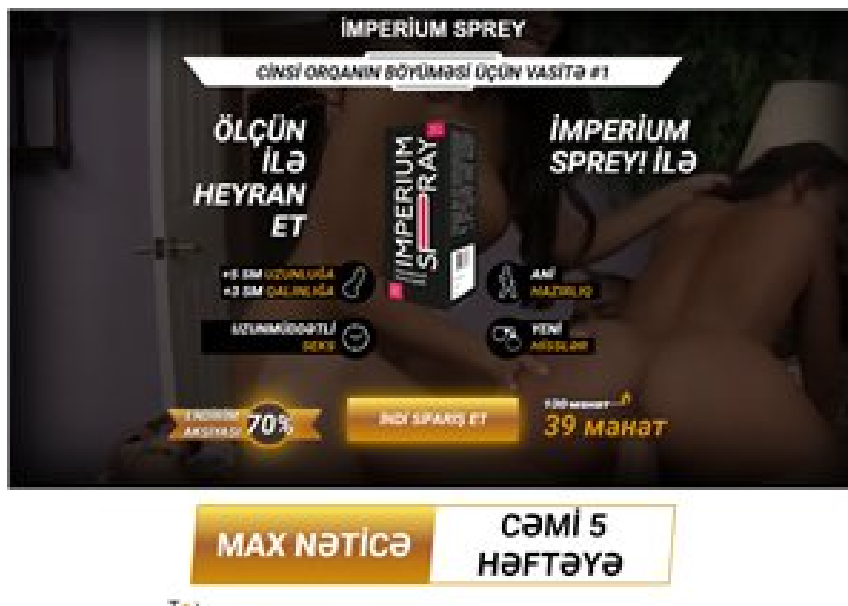 İMPERİUM SPREY
CİNSİ ORQANIN BÖYÜMƏSİ ÜÇÜN VASİTƏ #1
ÖLÇÜN
İLƏ
HEYRAN
ET
İMPERİUM
SPREY! İLƏ
IMPERIUM
SPRAY
+5 SM UZUNLUĞA
+3 SM QALINLIĞA
ANİ
HAZIRLIQ
UZUNMÜDDƏTLİ
SEKS
YENİ
HİSSLƏR
ENDİRİM
AKSİYASI
70%
İNDİ SİFARİŞ ET
130 манат
39 манат
MAX NƏTİCƏ
CƏMİ 5
HƏFTƏYƏ